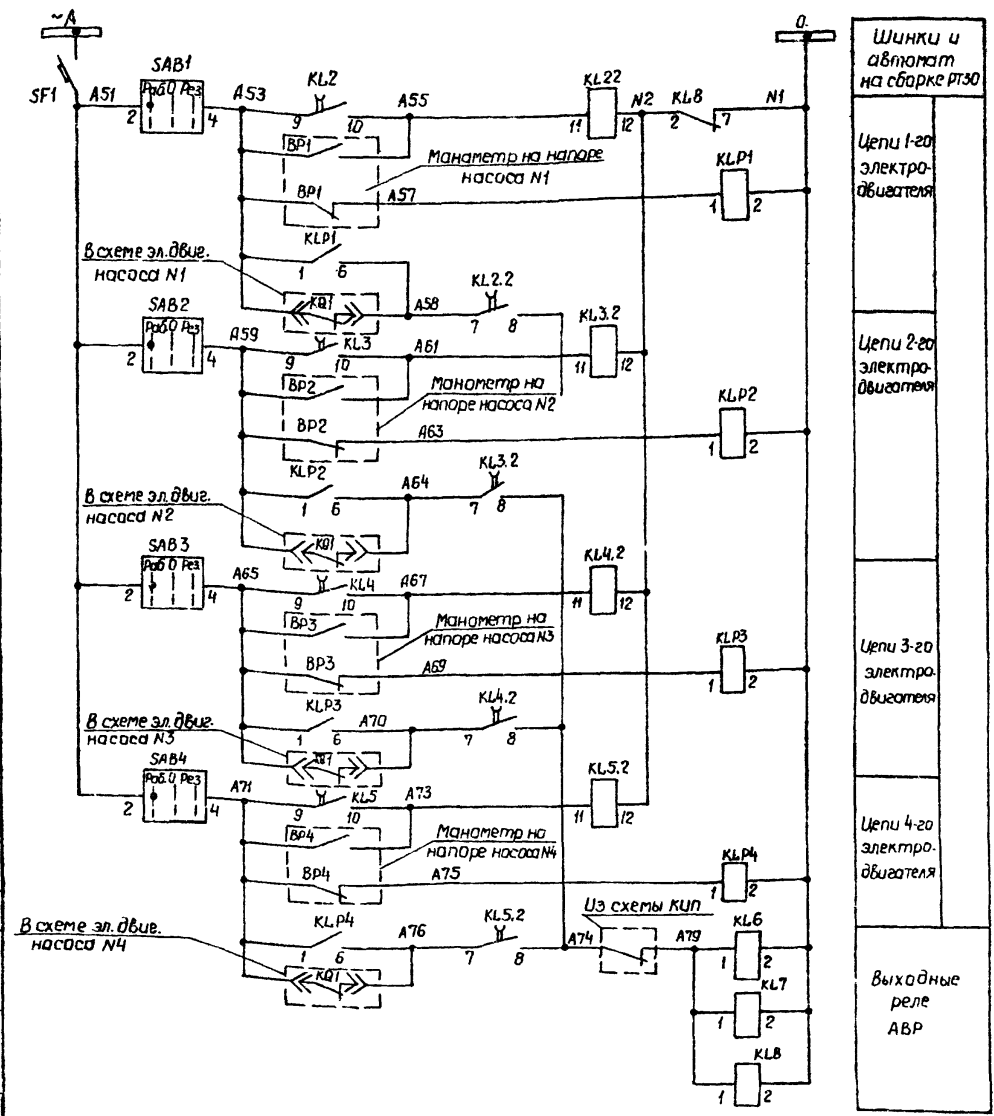 ~A
0.
SF1
A51
SAB1
Раб.0 Рез
2
4
A53
KL2
9
10
A55
KL22
11
12
N2
KL8
2
7
N1
BP1
Манометр на напоре
насоса N1
BP1
A57
KLP1
1
2
KLP1
1
6
В схеме эл.двиг.
насоса N1
KQ1
A58
KL2.2
7
8
SAB2
Раб.0 Рез
2
4
A59
KL3
9
10
A61
KL3.2
11
12
BP2
Манометр на
напоре насоса N2
BP2
A63
KLP2
1
2
KLP2
1
6
A64
KL3.2
7
8
В схеме эл.двиг.
насоса N2
KQ1
SAB3
Раб 0 Рез
2
4
A65
KL4
9
10
A67
KL4.2
11
12
BP3
Манометр на
напоре насоса N3
BP3
A69
KLP3
1
2
KLP3
1
6
A70
KL4.2
7
8
В схеме эл.двиг.
насоса N3
KQ1
SAB4
Раб.0 Рез
2
4
A71
KL5
9
10
A73
KL5.2
11
12
BP4
Манометр на
напоре насоса N4
BP4
A75
KLP4
1
2
KLP4
1
6
A76
KL5.2
7
8
В схеме эл.двиг.
насоса N4
KQ1
A74
Из схемы КИП
A79
KL6
1
2
KL7
1
2
KL8
1
2
Шинки и
автомат
на сборке РТ30
Цепи 1-го
электро-
двигателя
Цепи 2-го
электро-
двигателя
Цепи 3-го
электро-
двигателя
Цепи 4-го
электро-
двигателя
Выходные
реле
АВР